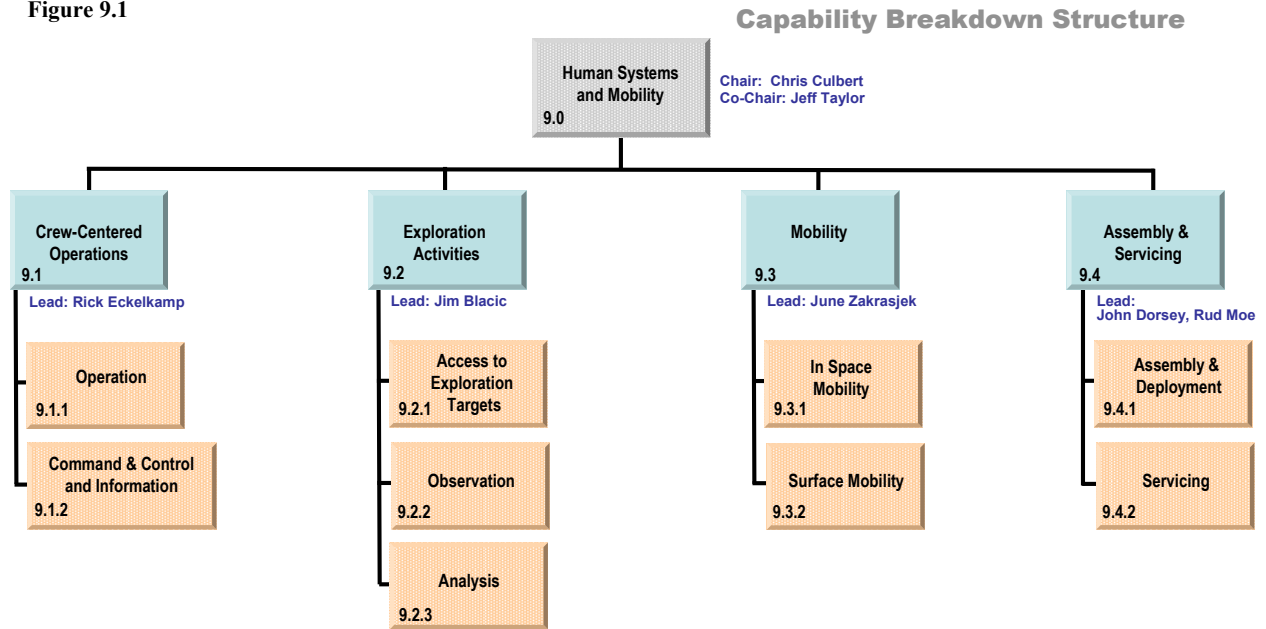 Figure 9.1
Capability Breakdown Structure
Human Systems
and Mobility
9.0
Chair: Chris Culbert
Co-Chair: Jeff Taylor
Crew-Centered
Operations
9.1
Lead: Rick Eckelkamp
Operation
9.1.1
Command & Control
and Information
9.1.2
Exploration
Activities
9.2
Lead: Jim Blacic
Access to
Exploration
Targets
9.2.1
Observation
9.2.2
Analysis
9.2.3
Mobility
9.3
Lead: June Zakrasjek
In Space
Mobility
9.3.1
Surface Mobility
9.3.2
Assembly &
Servicing
9.4
Lead:
John Dorsey, Rud Moe
Assembly &
Deployment
9.4.1
Servicing
9.4.2